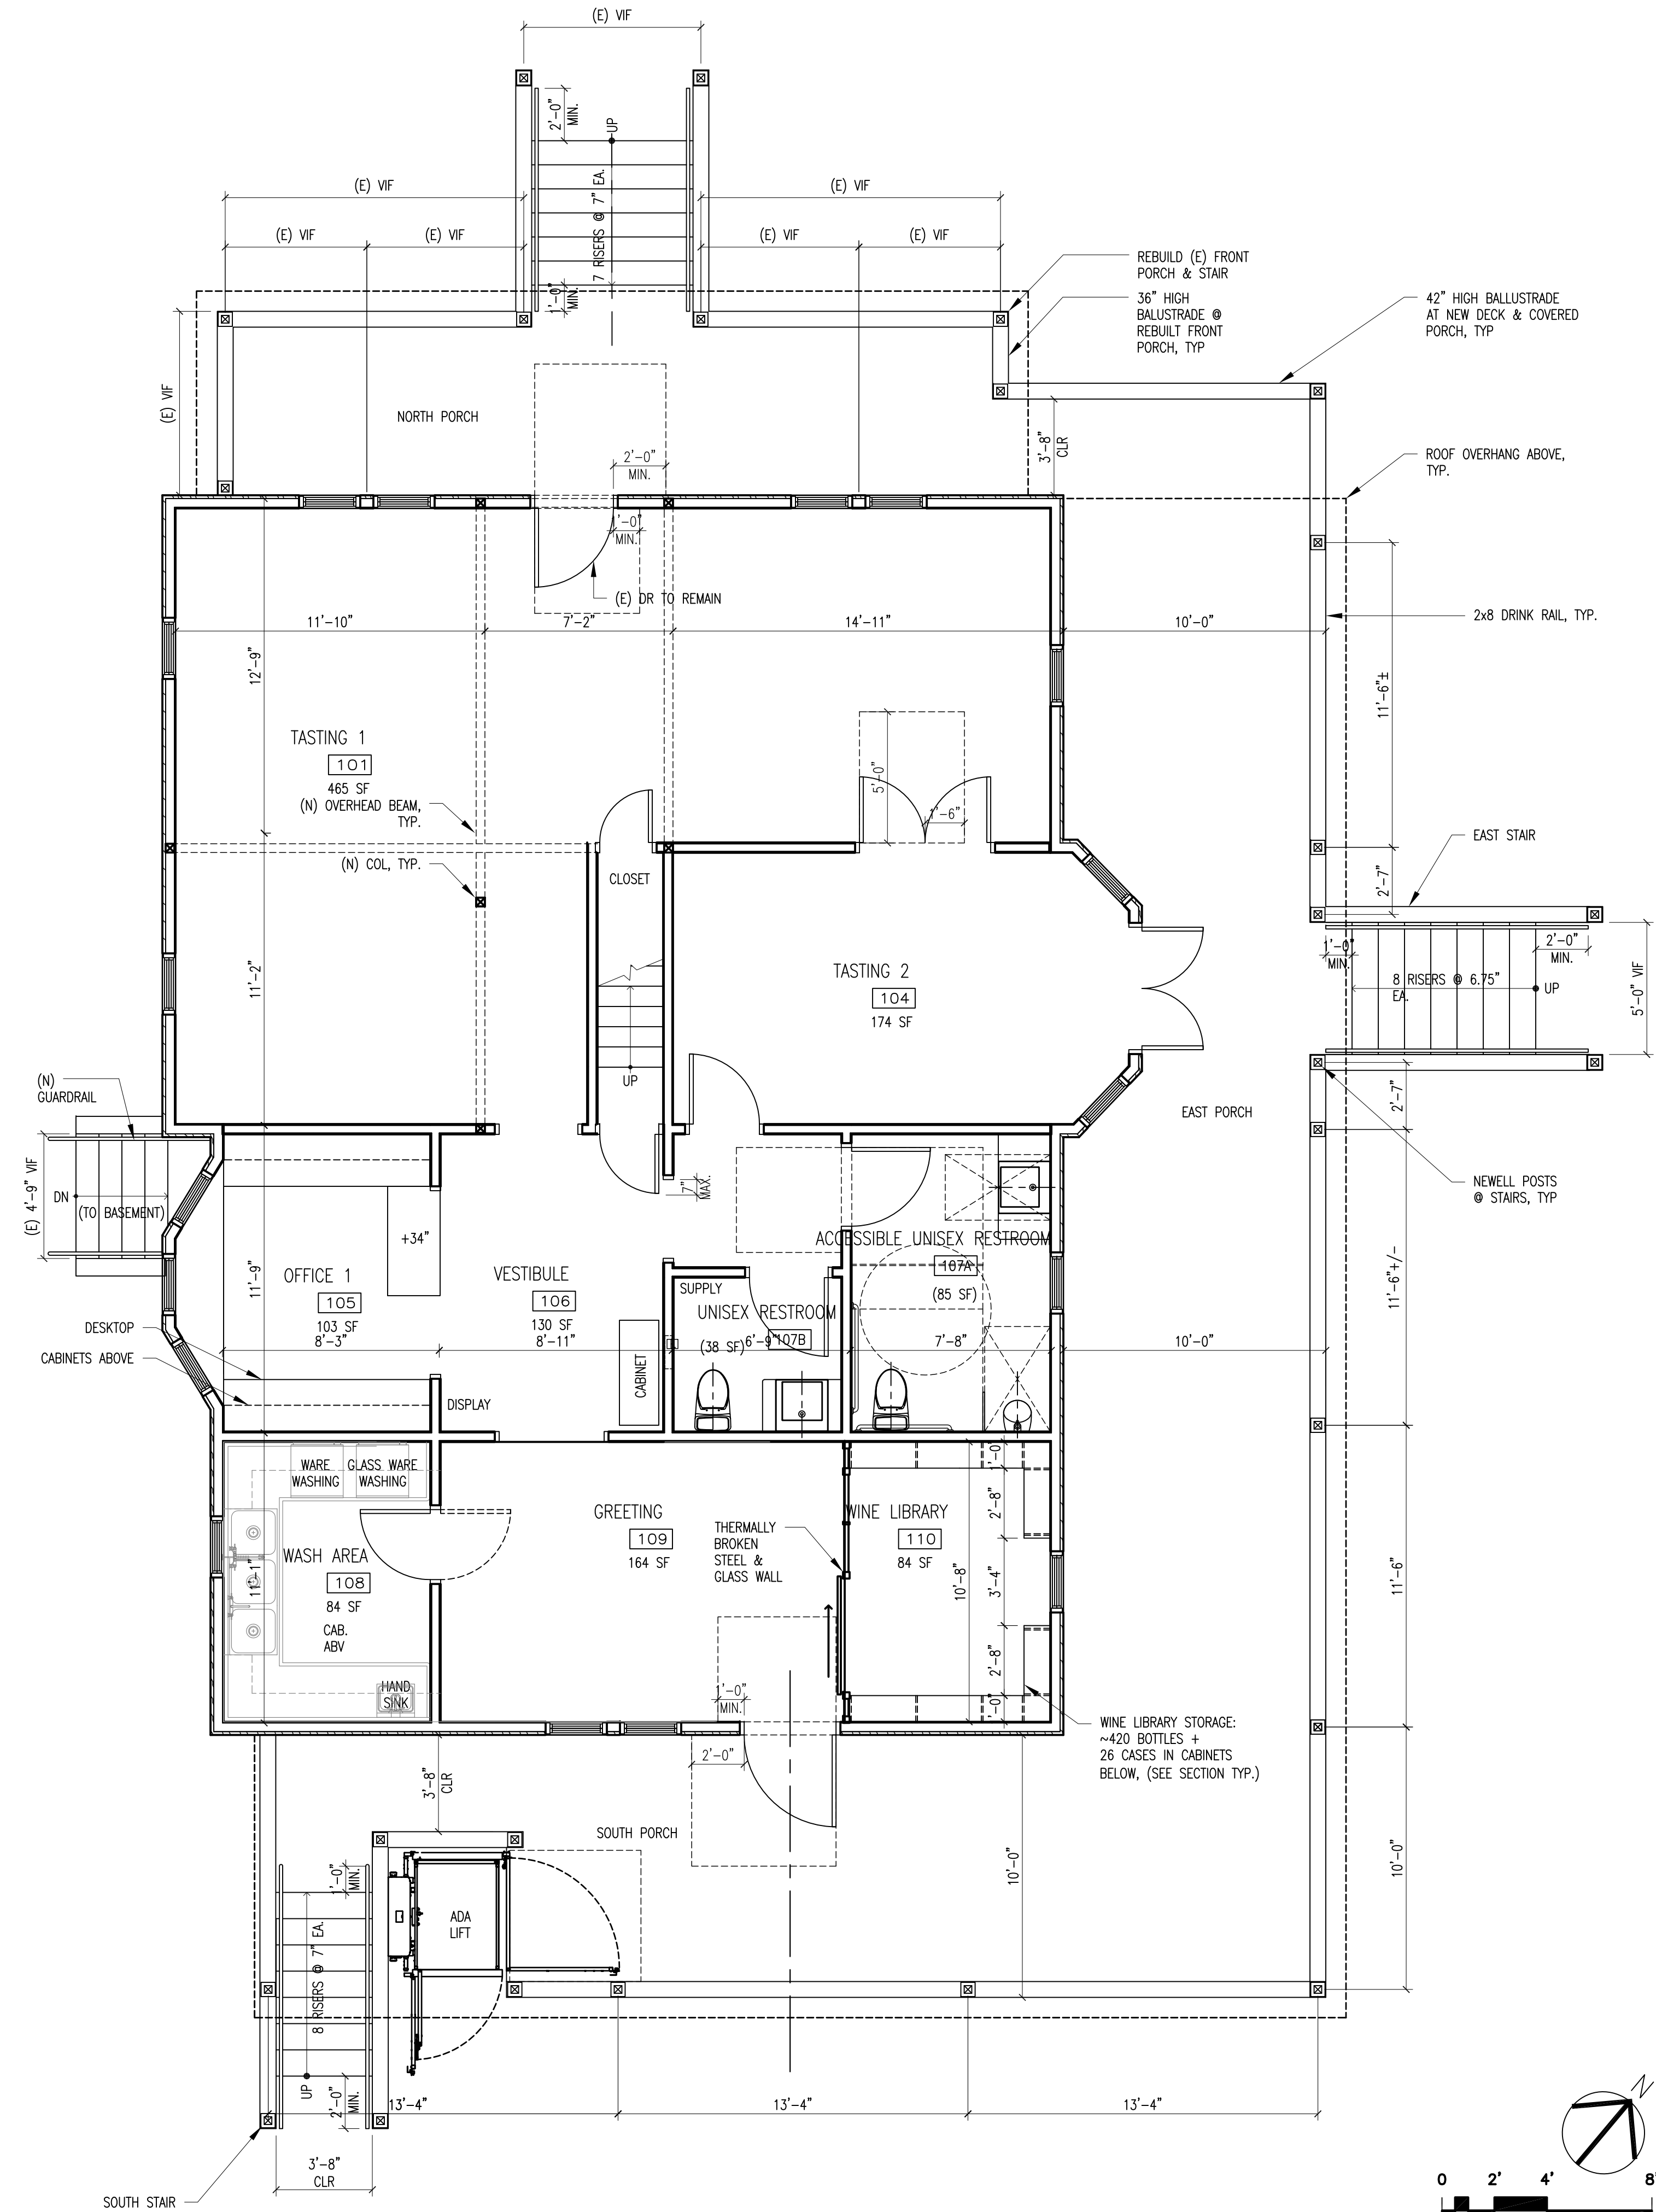 (E) VIF
2'-0"
MIN.
UP
7 RISERS @ 7" EA.
1'-0"
MIN.
(E) VIF
(E) VIF
(E) VIF
(E) VIF
(E) VIF
(E) VIF
REBUILD (E) FRONT
PORCH & STAIR
36" HIGH
BALUSTRADE @
REBUILT FRONT
PORCH, TYP
42" HIGH BALLUSTRADE
AT NEW DECK & COVERED
PORCH, TYP
(E) VIF
NORTH PORCH
3'-8"
CLR
ROOF OVERHANG ABOVE,
TYP.
2'-0"
MIN.
1'-0"
MIN.
(E) DR TO REMAIN
11'-10"
7'-2"
14'-11"
10'-0"
2x8 DRINK RAIL, TYP.
12'-9"
11'-6"±
TASTING 1
101
465 SF
(N) OVERHEAD BEAM,
TYP.
(N) COL, TYP.
5'-0"
1'-6"
EAST STAIR
CLOSET
2'-7"
11'-2"
TASTING 2
104
174 SF
1'-0"
MIN.
2'-0"
MIN.
8 RISERS @ 6.75"
EA.
UP
5'-0" VIF
UP
(N)
GUARDRAIL
EAST PORCH
2'-7"
(E) 4'-9" VIF
DN
(TO BASEMENT)
7"
MAX.
NEWELL POSTS
@ STAIRS, TYP
+34"
ACCESSIBLE UNISEX RESTROOM
107A
(85 SF)
OFFICE 1
105
103 SF
8'-3"
11'-9"
VESTIBULE
106
130 SF
8'-11"
SUPPLY
UNISEX RESTROOM
(38 SF)
6'-9"
107B
7'-8"
10'-0"
11'-6"+/-
DESKTOP
CABINETS ABOVE
CABINET
DISPLAY
WARE
WASHING
GLASS WARE
WASHING
1'-0"
2'-8"
GREETING
109
164 SF
THERMALLY
BROKEN
STEEL &
GLASS WALL
WINE LIBRARY
110
84 SF
10'-8"
3'-4"
11'-6"
WASH AREA
108
84 SF
11'-1"
CAB.
ABV
2'-8"
HAND
SINK
1'-0"
MIN.
1'-0"
WINE LIBRARY STORAGE:
~420 BOTTLES +
26 CASES IN CABINETS
BELOW, (SEE SECTION TYP.)
2'-0"
3'-8"
CLR
SOUTH PORCH
10'-0"
10'-0"
1'-0"
MIN.
ADA
LIFT
8 RISERS @ 7" EA.
UP
2'-0"
MIN.
13'-4"
13'-4"
13'-4"
3'-8"
CLR
SOUTH STAIR
N
0 2' 4' 8'